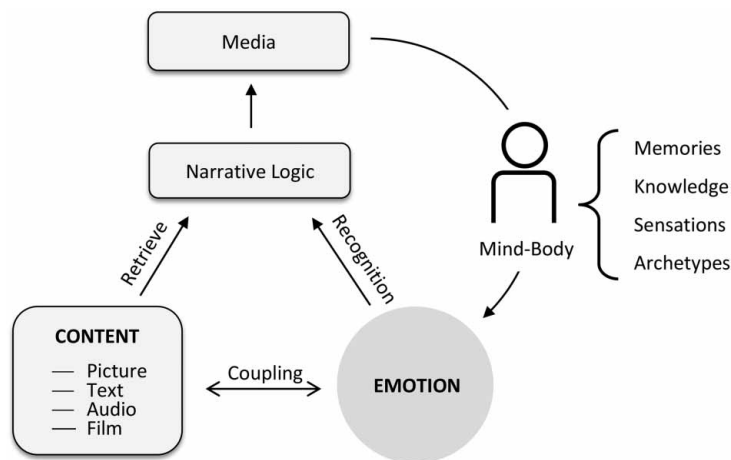 Media
Narrative Logic
Memories
Knowledge
Sensations
Archetypes
Mind-Body
Retrieve
Recognition
CONTENT
— Picture
— Text
— Audio
— Film
Coupling
EMOTION